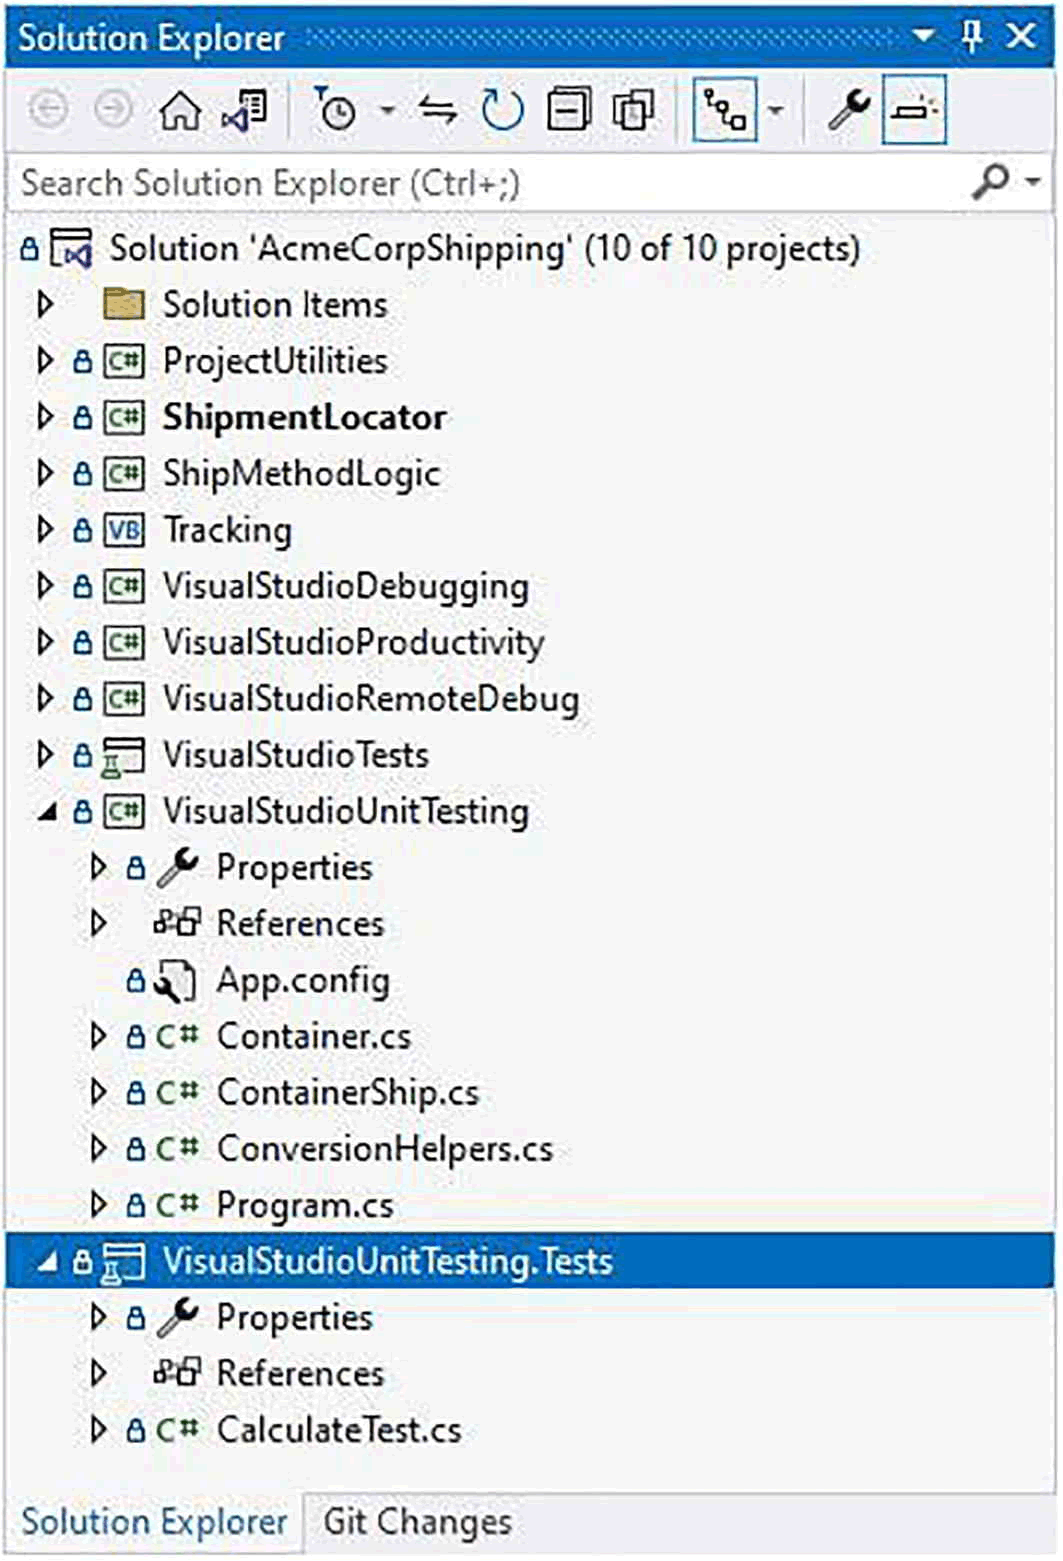 Solution Explorer
Search Solution Explorer (Ctrl+;)
Solution 'AcmeCorpShipping' (10 of 10 projects)
Solution Items
C# ProjectUtilities
C# ShipmentLocator
C# ShipMethodLogic
VB Tracking
C# VisualStudioDebugging
C# VisualStudioProductivity
C# VisualStudioRemoteDebug
VisualStudioTests
C# VisualStudioUnitTesting
Properties
References
App.config
C# Container.cs
C# ContainerShip.cs
C# ConversionHelpers.cs
C# Program.cs
VisualStudioUnitTesting.Tests
Properties
References
C# CalculateTest.cs
Solution Explorer Git Changes